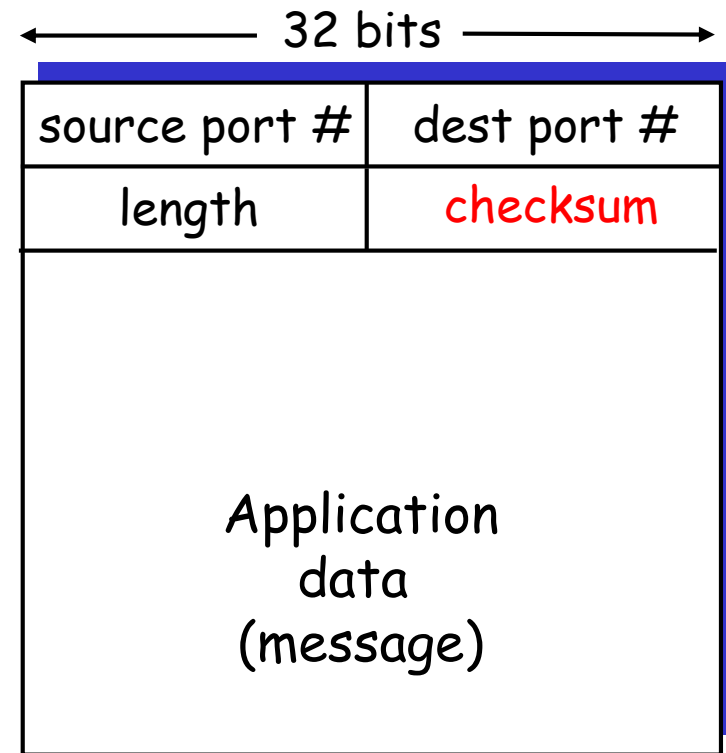 32 bits
source port # dest port #
length checksum
Application
data
(message)